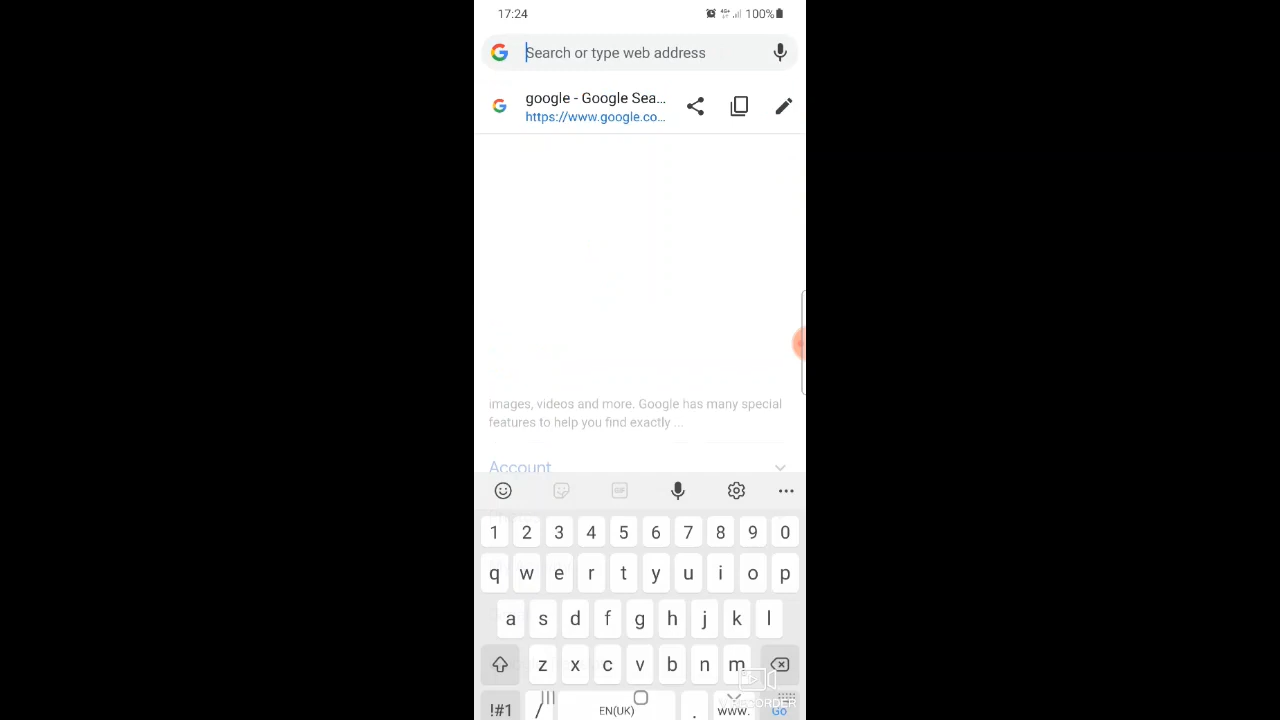 17:24
4G+
100%
Search or type web address
google - Google Sea...
https://www.google.co...
images, videos and more. Google has many special
features to help you find exactly ...
Account
GIF
1 2 3 4 5 6 7 8 9 0
q w e r t y u i o p
a s d f g h j k l
z x c v b n m
!#1 / EN(UK) . www. Go